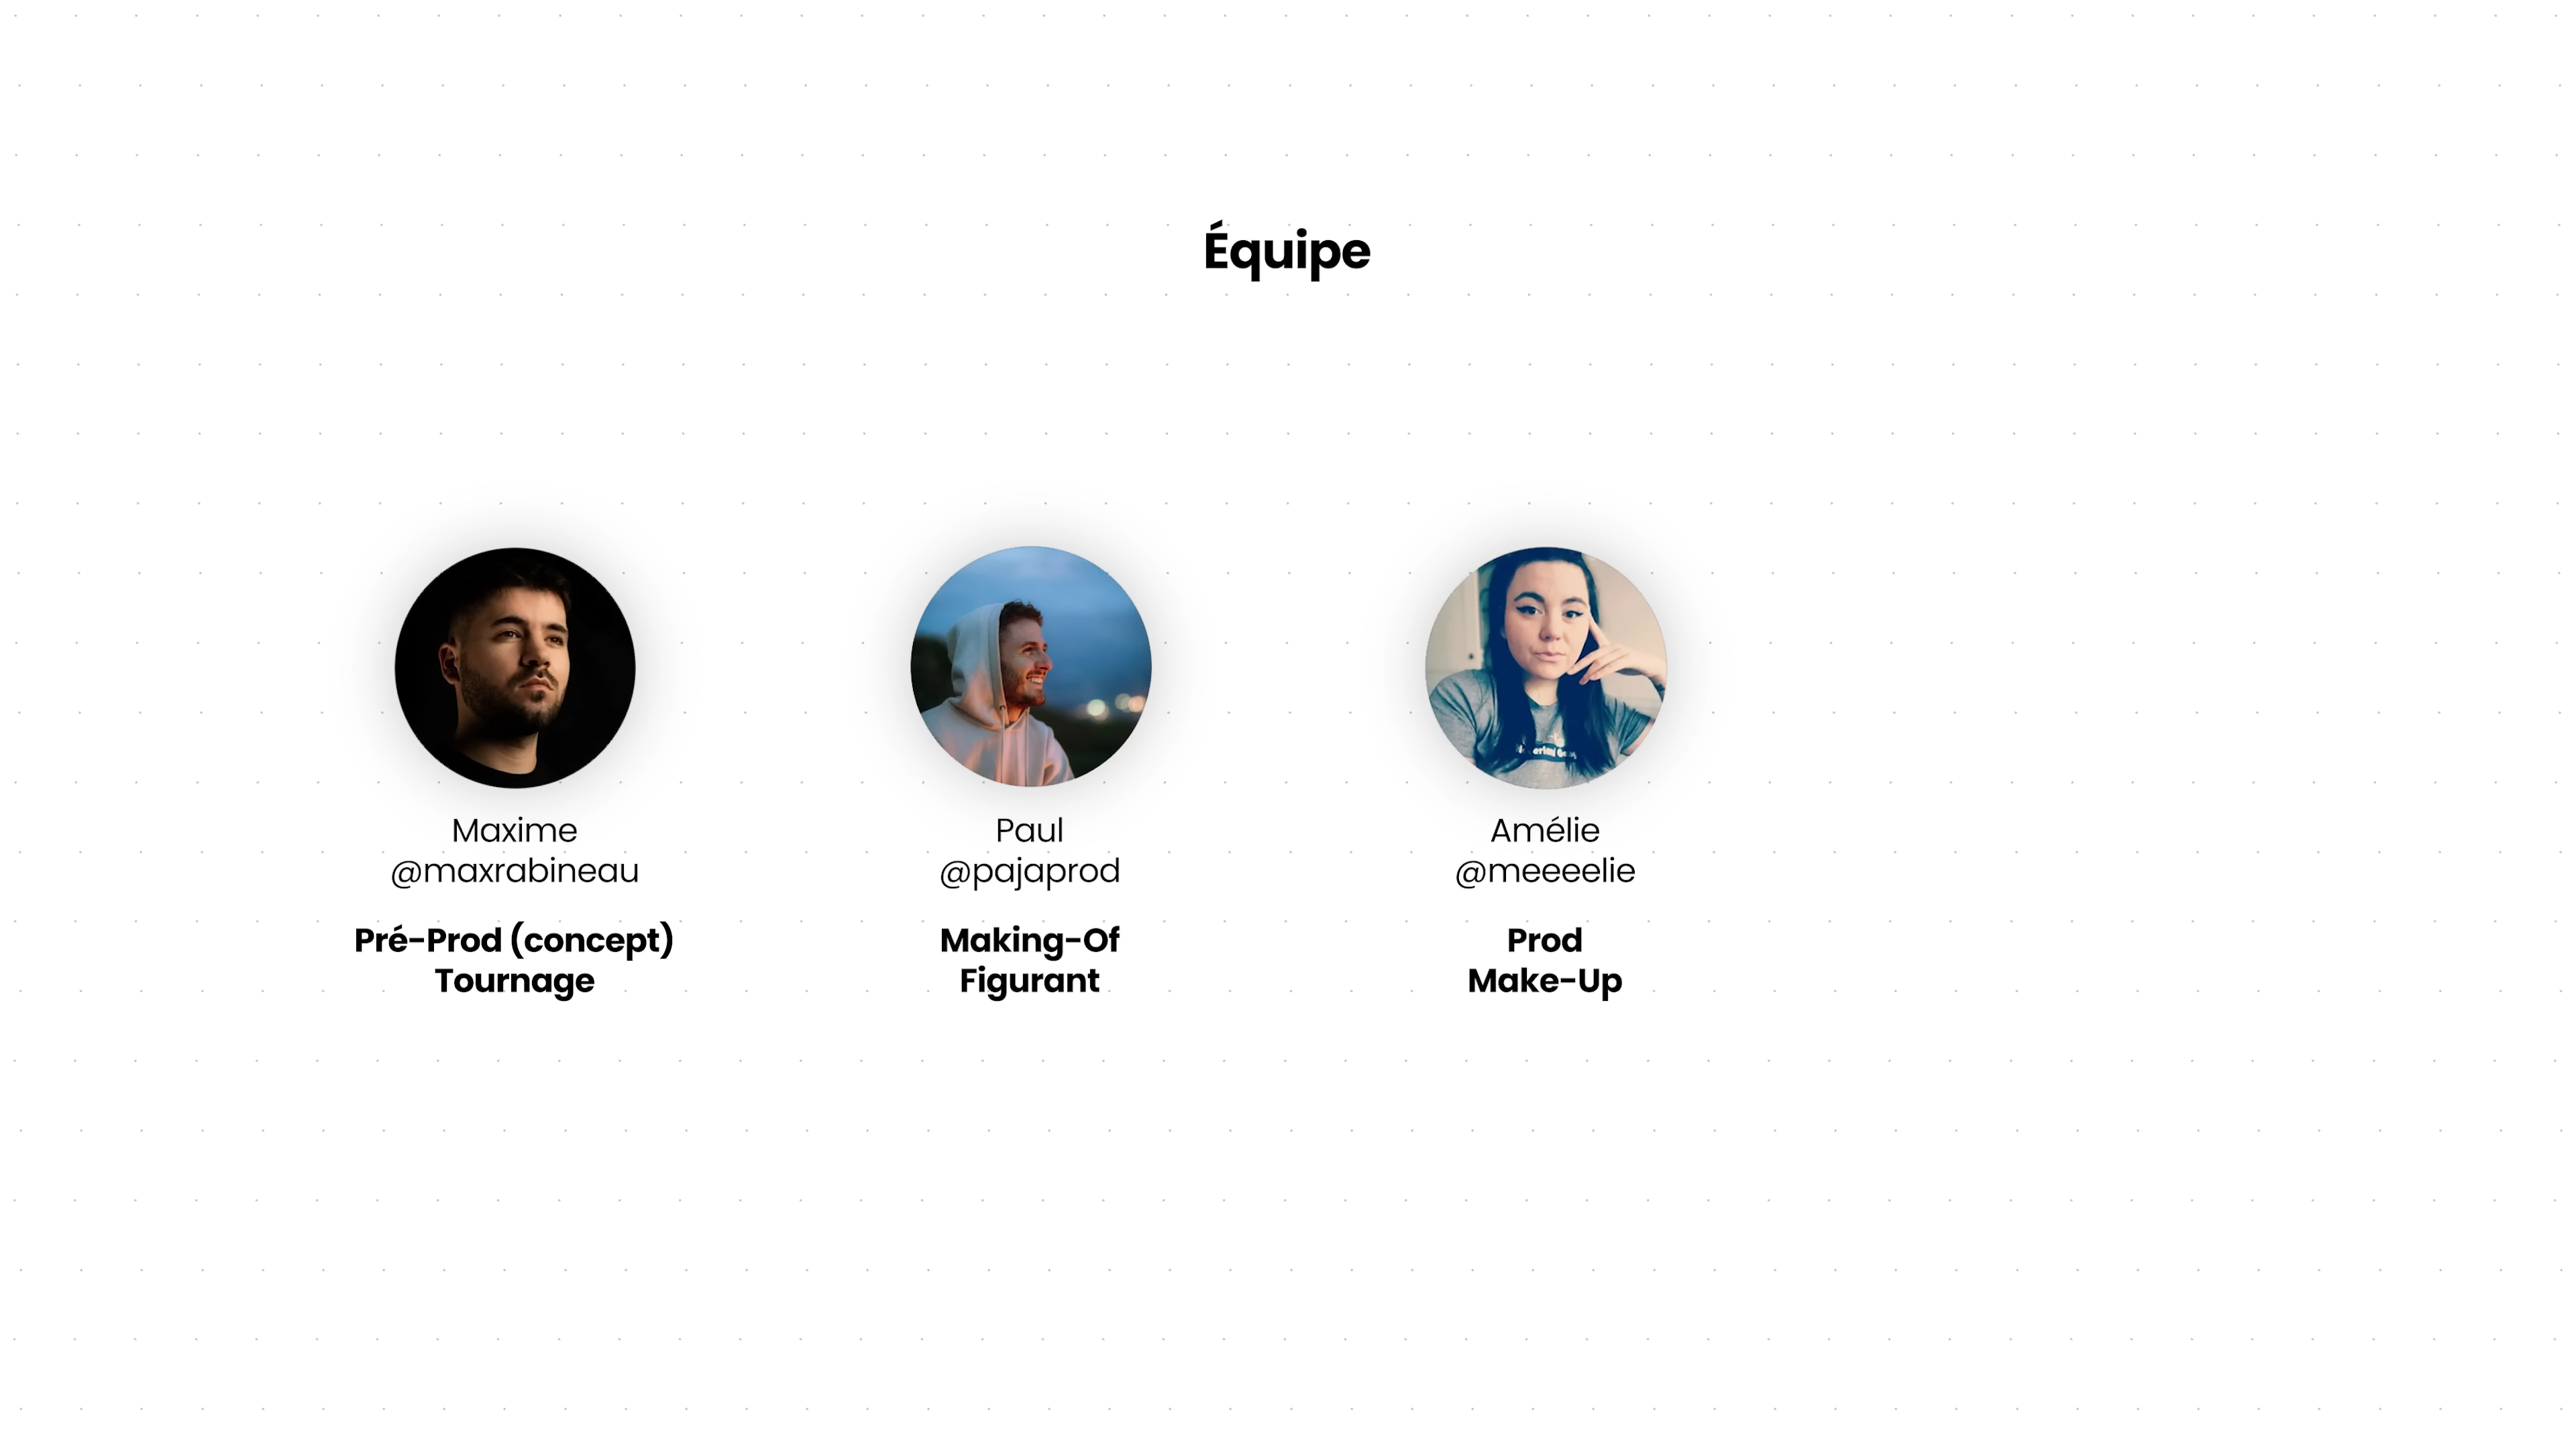 Équipe
Maxime
@maxrabineau
Pré-Prod (concept)
Tournage
Paul
@pajaprod
Making-Of
Figurant
Amélie
@meeeelie
Prod
Make-Up